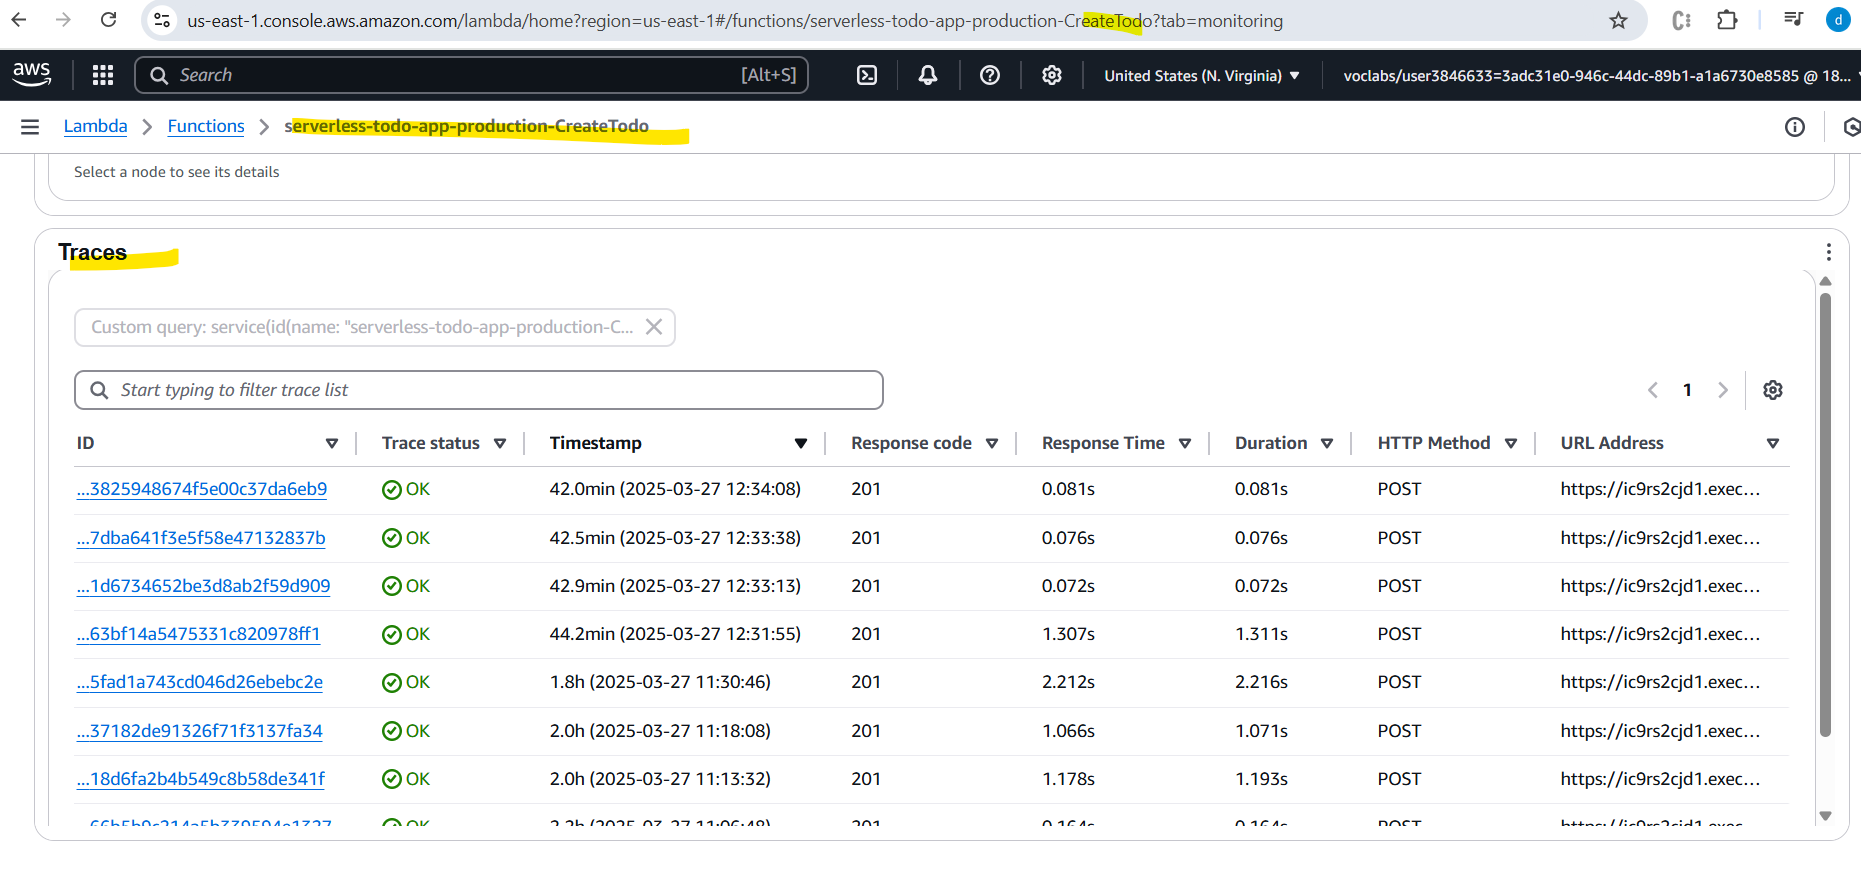 us-east-1.console.aws.amazon.com/lambda/home?region=us-east-1#/functions/serverless-todo-app-production-CreateTodo?tab=monitoring
d
aws
Search [Alt+S]
United States (N. Virginia) ▼
voclabs/user3846633=3adc31e0-946c-44dc-89b1-a1a6730e8585 @ 18...
Lambda > Functions > serverless-todo-app-production-CreateTodo
Select a node to see its details
Traces
Custom query: service(id(name: "serverless-todo-app-production-C...
Start typing to filter trace list
1
ID Trace status Timestamp Response code Response Time Duration HTTP Method URL Address
...3825948674f5e00c37da6eb9 OK 42.0min (2025-03-27 12:34:08) 201 0.081s 0.081s POST https://ic9rs2cjd1.exec...
...7dba641f3e5f58e47132837b OK 42.5min (2025-03-27 12:33:38) 201 0.076s 0.076s POST https://ic9rs2cjd1.exec...
...1d6734652be3d8ab2f59d909 OK 42.9min (2025-03-27 12:33:13) 201 0.072s 0.072s POST https://ic9rs2cjd1.exec...
...63bf14a5475331c820978ff1 OK 44.2min (2025-03-27 12:31:55) 201 1.307s 1.311s POST https://ic9rs2cjd1.exec...
...5fad1a743cd046d26ebebc2e OK 1.8h (2025-03-27 11:30:46) 201 2.212s 2.216s POST https://ic9rs2cjd1.exec...
...37182de91326f71f3137fa34 OK 2.0h (2025-03-27 11:18:08) 201 1.066s 1.071s POST https://ic9rs2cjd1.exec...
...18d6fa2b4b549c8b58de341f OK 2.0h (2025-03-27 11:13:32) 201 1.178s 1.193s POST https://ic9rs2cjd1.exec...